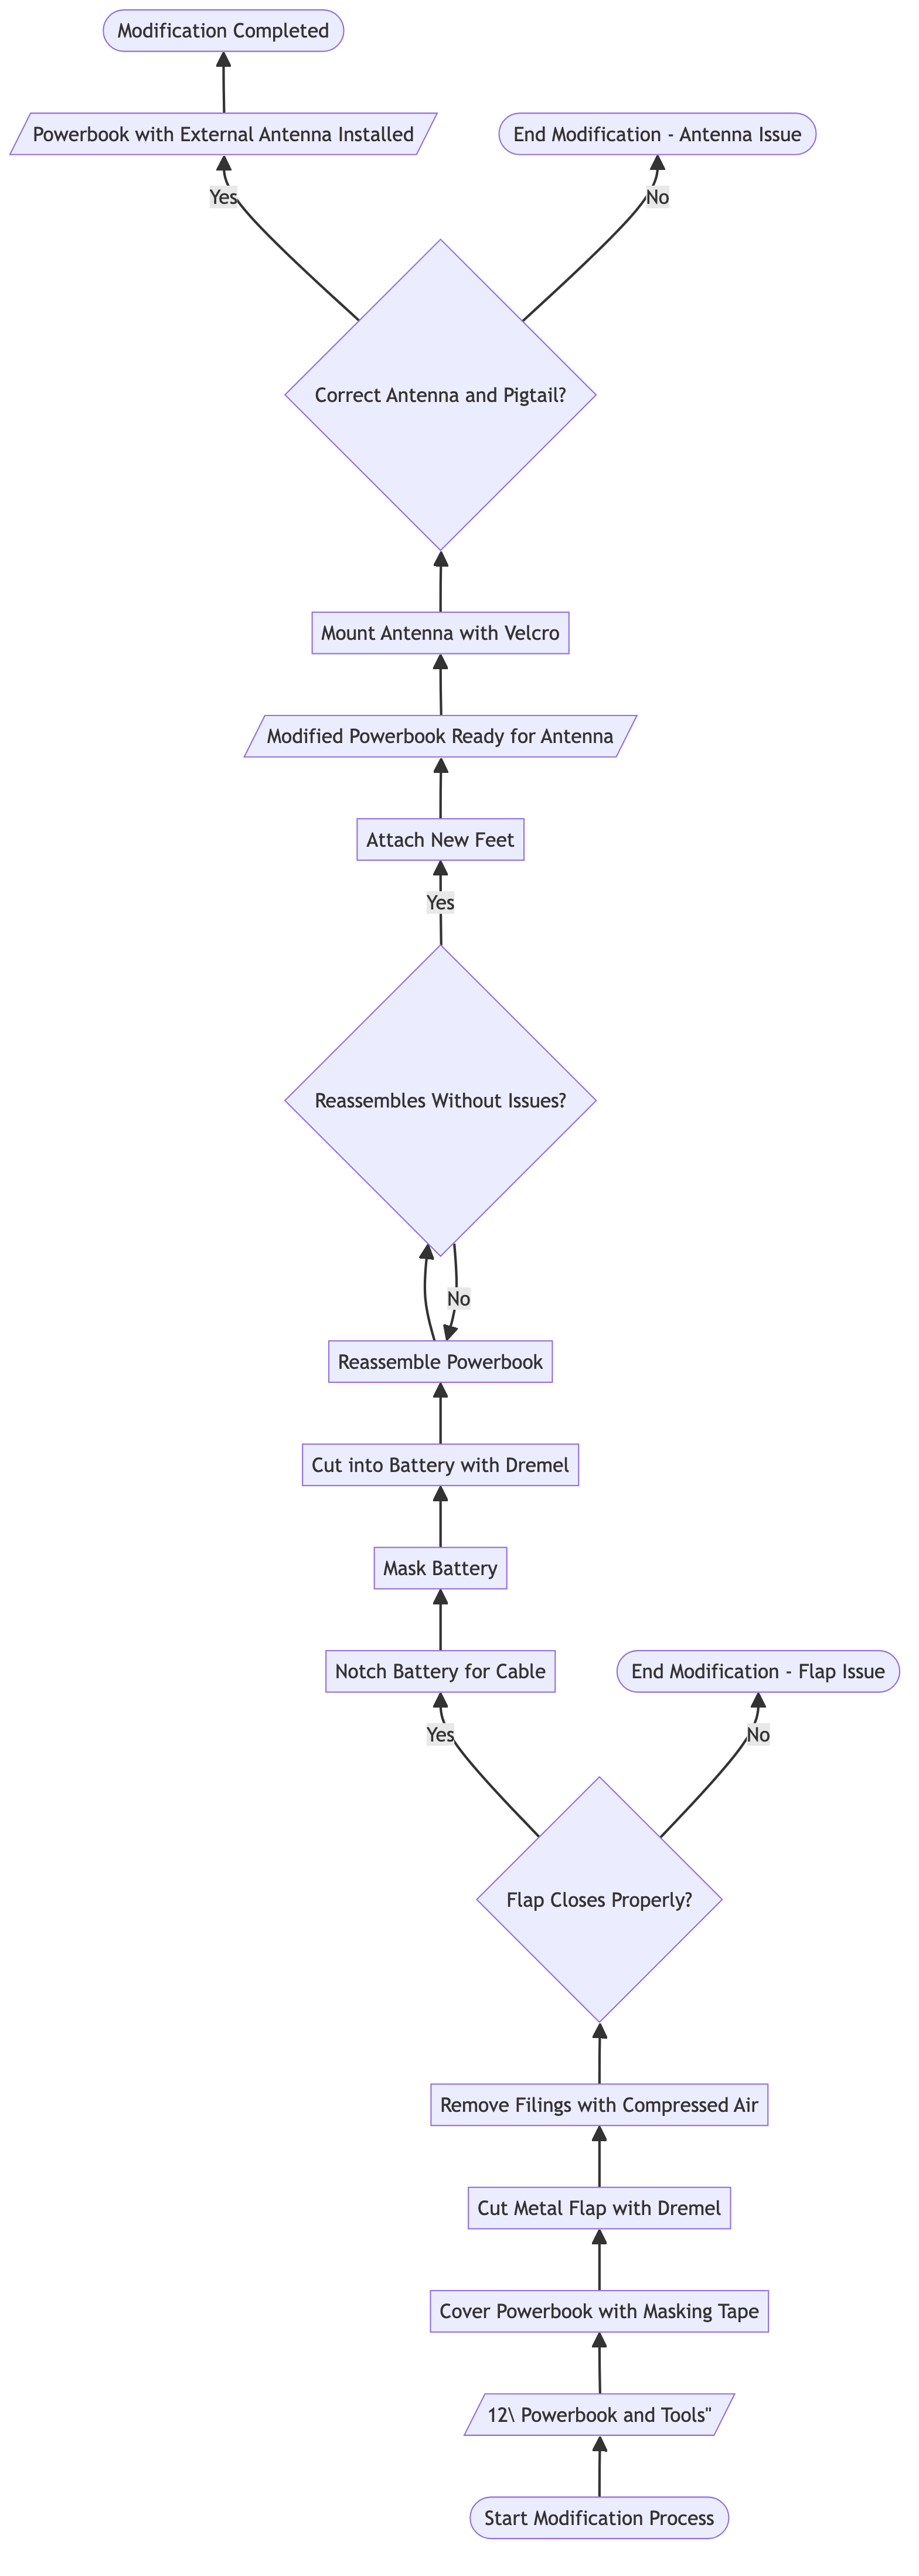 Modification Completed
Powerbook with External Antenna Installed
End Modification - Antenna Issue
Yes
No
Correct Antenna and Pigtail?
Mount Antenna with Velcro
Modified Powerbook Ready for Antenna
Attach New Feet
Yes
Reassembles Without Issues?
No
Reassemble Powerbook
Cut into Battery with Dremel
Mask Battery
Notch Battery for Cable
End Modification - Flap Issue
Yes
No
Flap Closes Properly?
Remove Filings with Compressed Air
Cut Metal Flap with Dremel
Cover Powerbook with Masking Tape
12\ Powerbook and Tools"
Start Modification Process